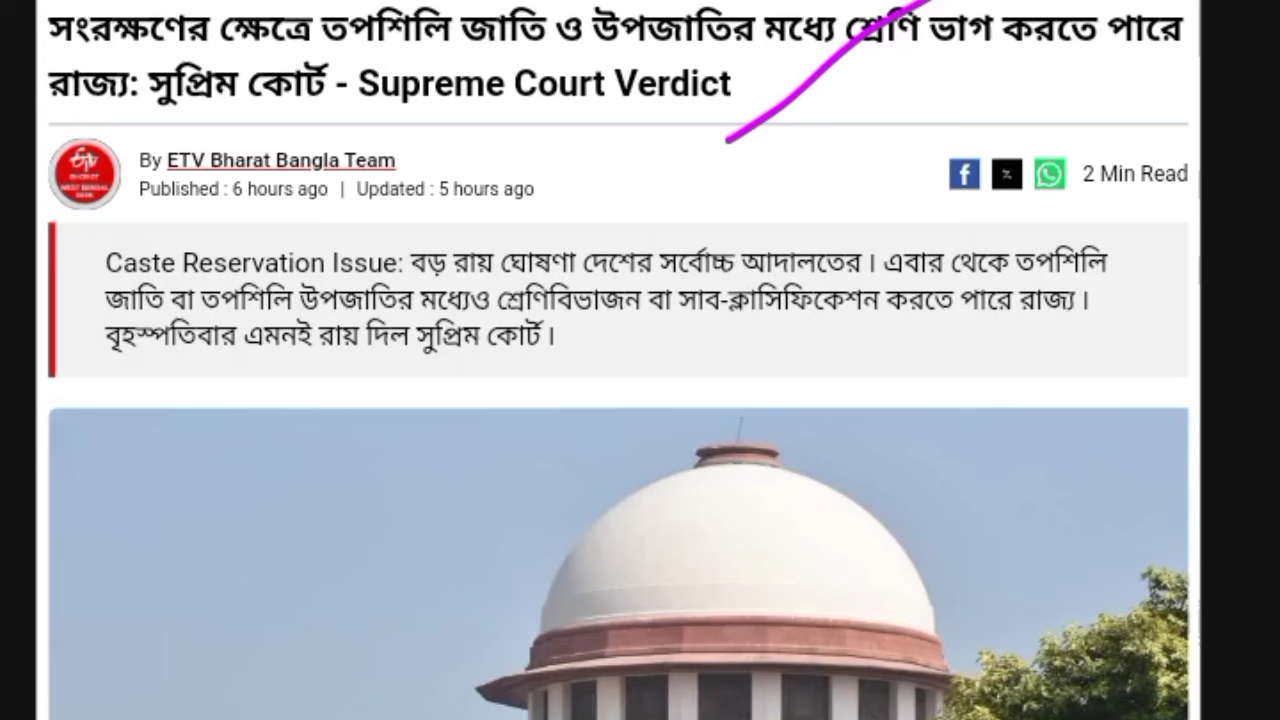 সংরক্ষণের ক্ষেত্রে তপশিলি জাতি ও উপজাতির মধ্যে শ্রেণি ভাগ করতে পারে
রাজ্য: সুপ্রিম কোর্ট - Supreme Court Verdict
By ETV Bharat Bangla Team
Published : 6 hours ago | Updated : 5 hours ago
2 Min Read
Caste Reservation Issue: বড় রায় ঘোষণা দেশের সর্বোচ্চ আদালতের। এবার থেকে তপশিলি
জাতি বা তপশিলি উপজাতির মধ্যেও শ্রেণিবিভাজন বা সাব-ক্লাসিফিকেশন করতে পারে রাজ্য।
বৃহস্পতিবার এমনই রায় দিল সুপ্রিম কোর্ট।